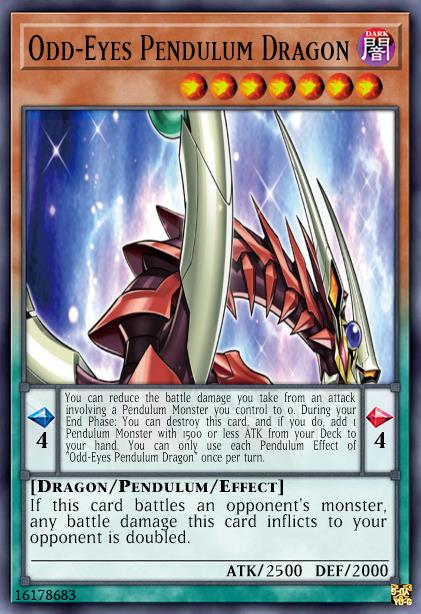 ODD-EYES PENDULUM DRAGON
DARK
闇
You can reduce the battle damage you take from an attack
involving a Pendulum Monster you control to 0. During your
End Phase: You can destroy this card, and if you do, add 1
Pendulum Monster with 1500 or less ATK from your Deck to
your hand. You can only use each Pendulum Effect of
"Odd-Eyes Pendulum Dragon" once per turn.
4
4
[DRAGON/PENDULUM/EFFECT]
If this card battles an opponent's monster,
any battle damage this card inflicts to your
opponent is doubled.
ATK/2500 DEF/2000
16178683